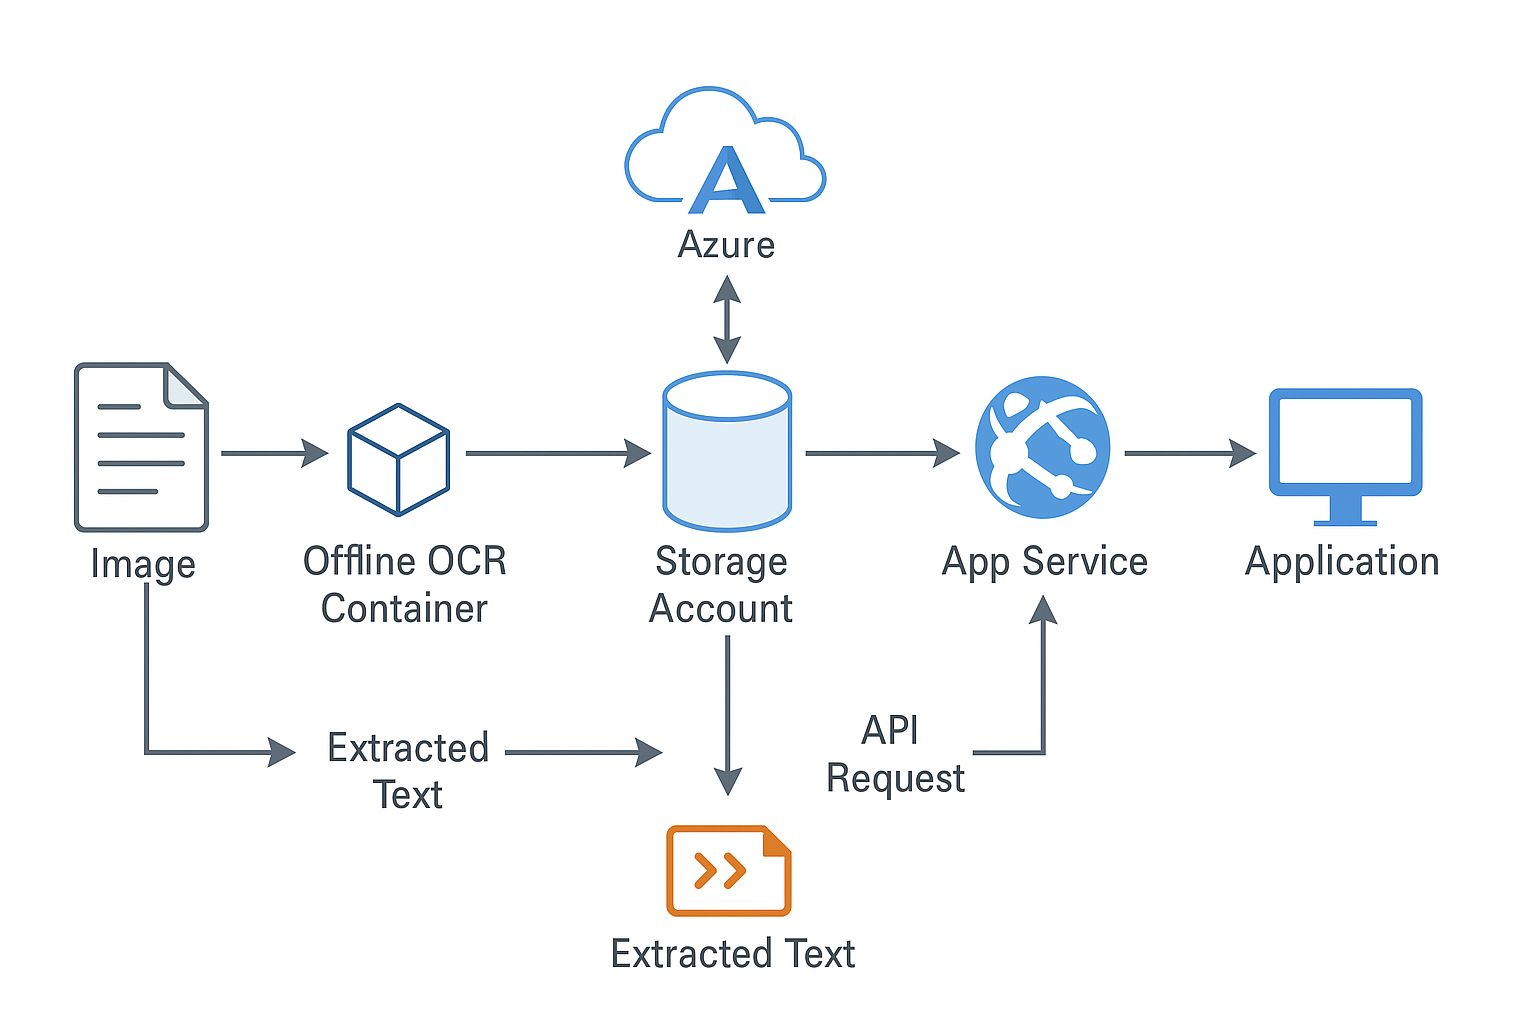 A
Azure
Image
Offline OCR
Container
Storage
Account
App Service
Application
Extracted
Text
API
Request
Extracted Text